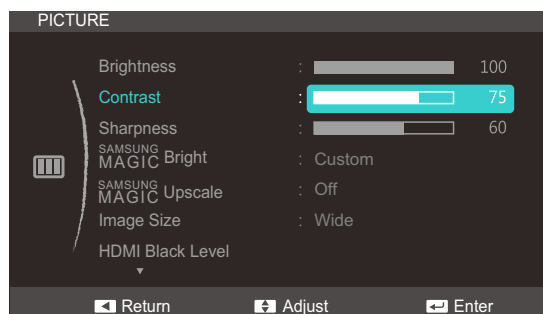 PICTURE
Brightness : 100
Contrast : 75
Sharpness : 60
SAMSUNG MAGIC Bright : Custom
SAMSUNG MAGIC Upscale : Off
Image Size : Wide
HDMI Black Level
Return Adjust Enter